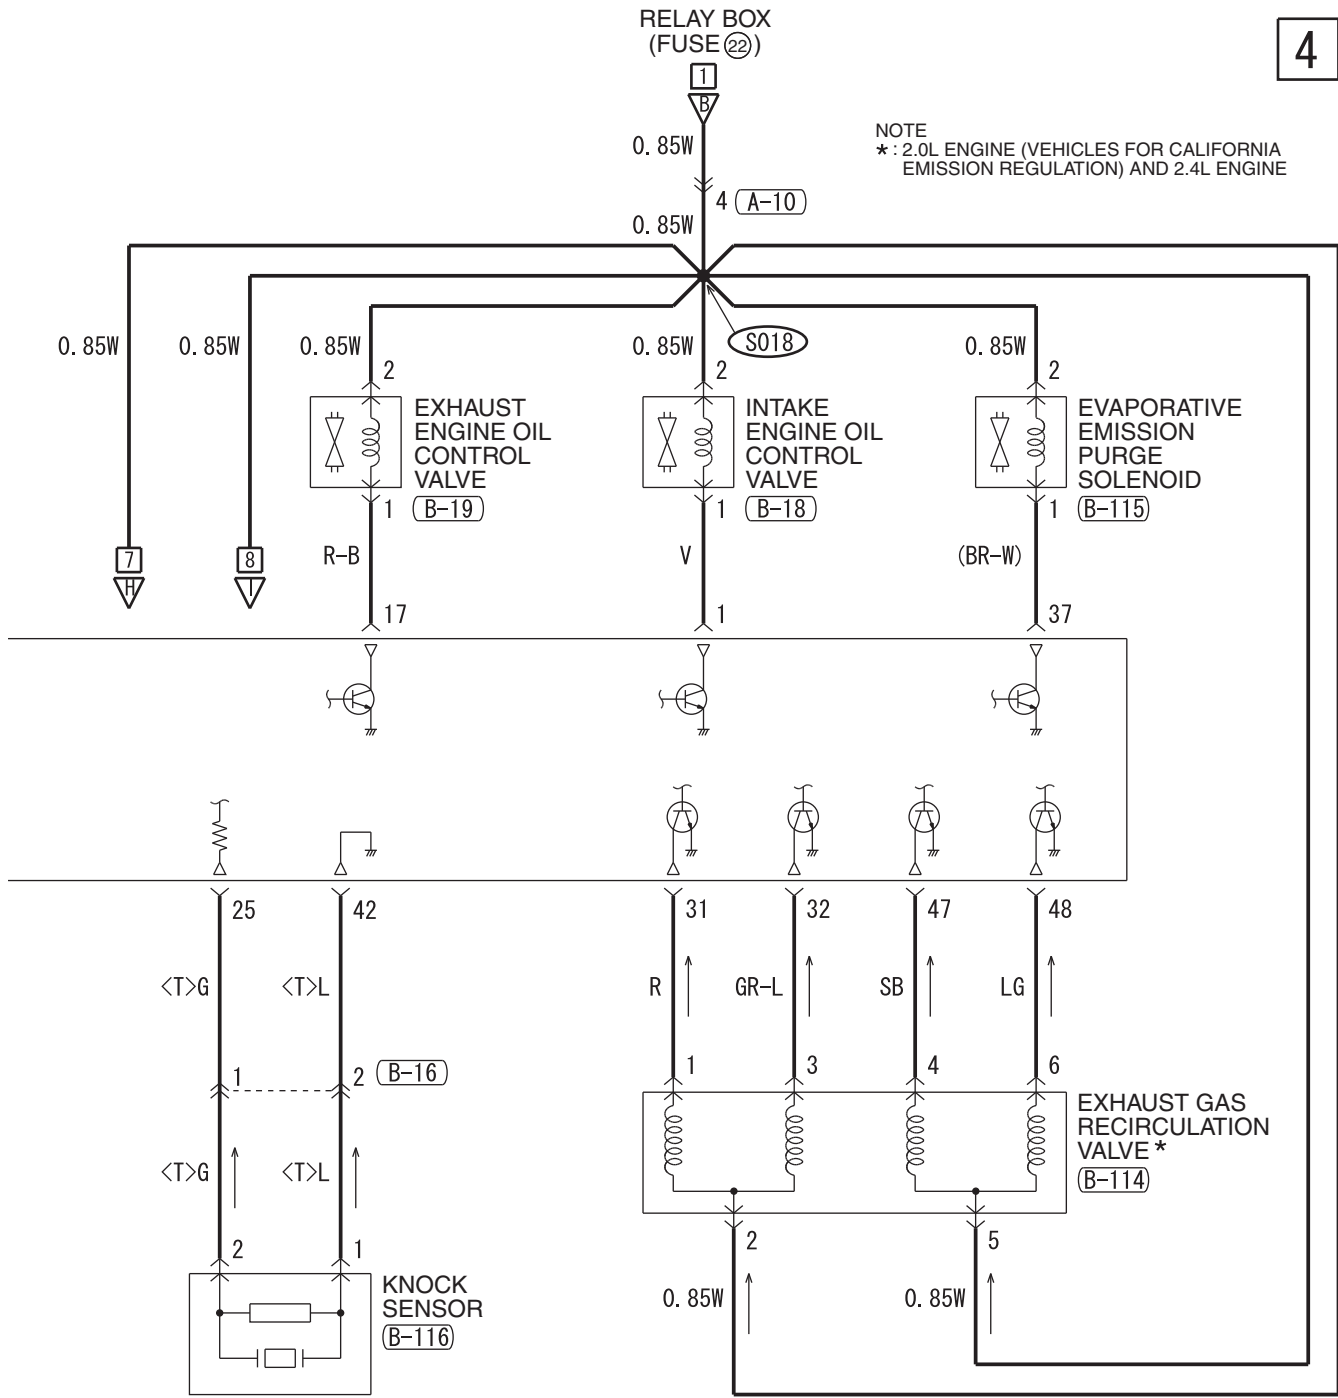 RELAY BOX
(FUSE 22)
4
1
B
NOTE
* : 2.0L ENGINE (VEHICLES FOR CALIFORNIA
EMISSION REGULATION) AND 2.4L ENGINE
0.85W
4 A-10
0.85W
0.85W
0.85W
0.85W
0.85W
S018
0.85W
2
2
2
EXHAUST
ENGINE OIL
CONTROL
VALVE
B-19
INTAKE
ENGINE OIL
CONTROL
VALVE
B-18
EVAPORATIVE
EMISSION
PURGE
SOLENOID
B-115
1
1
1
7
H
8
I
R-B
V
(BR-W)
17
1
37
25
42
31
32
47
48
<T>G
<T>L
R
GR-L
SB
LG
1
2 B-16
1
3
4
6
EXHAUST GAS
RECIRCULATION
VALVE *
B-114
<T>G
<T>L
2
1
2
5
KNOCK
SENSOR
B-116
0.85W
0.85W